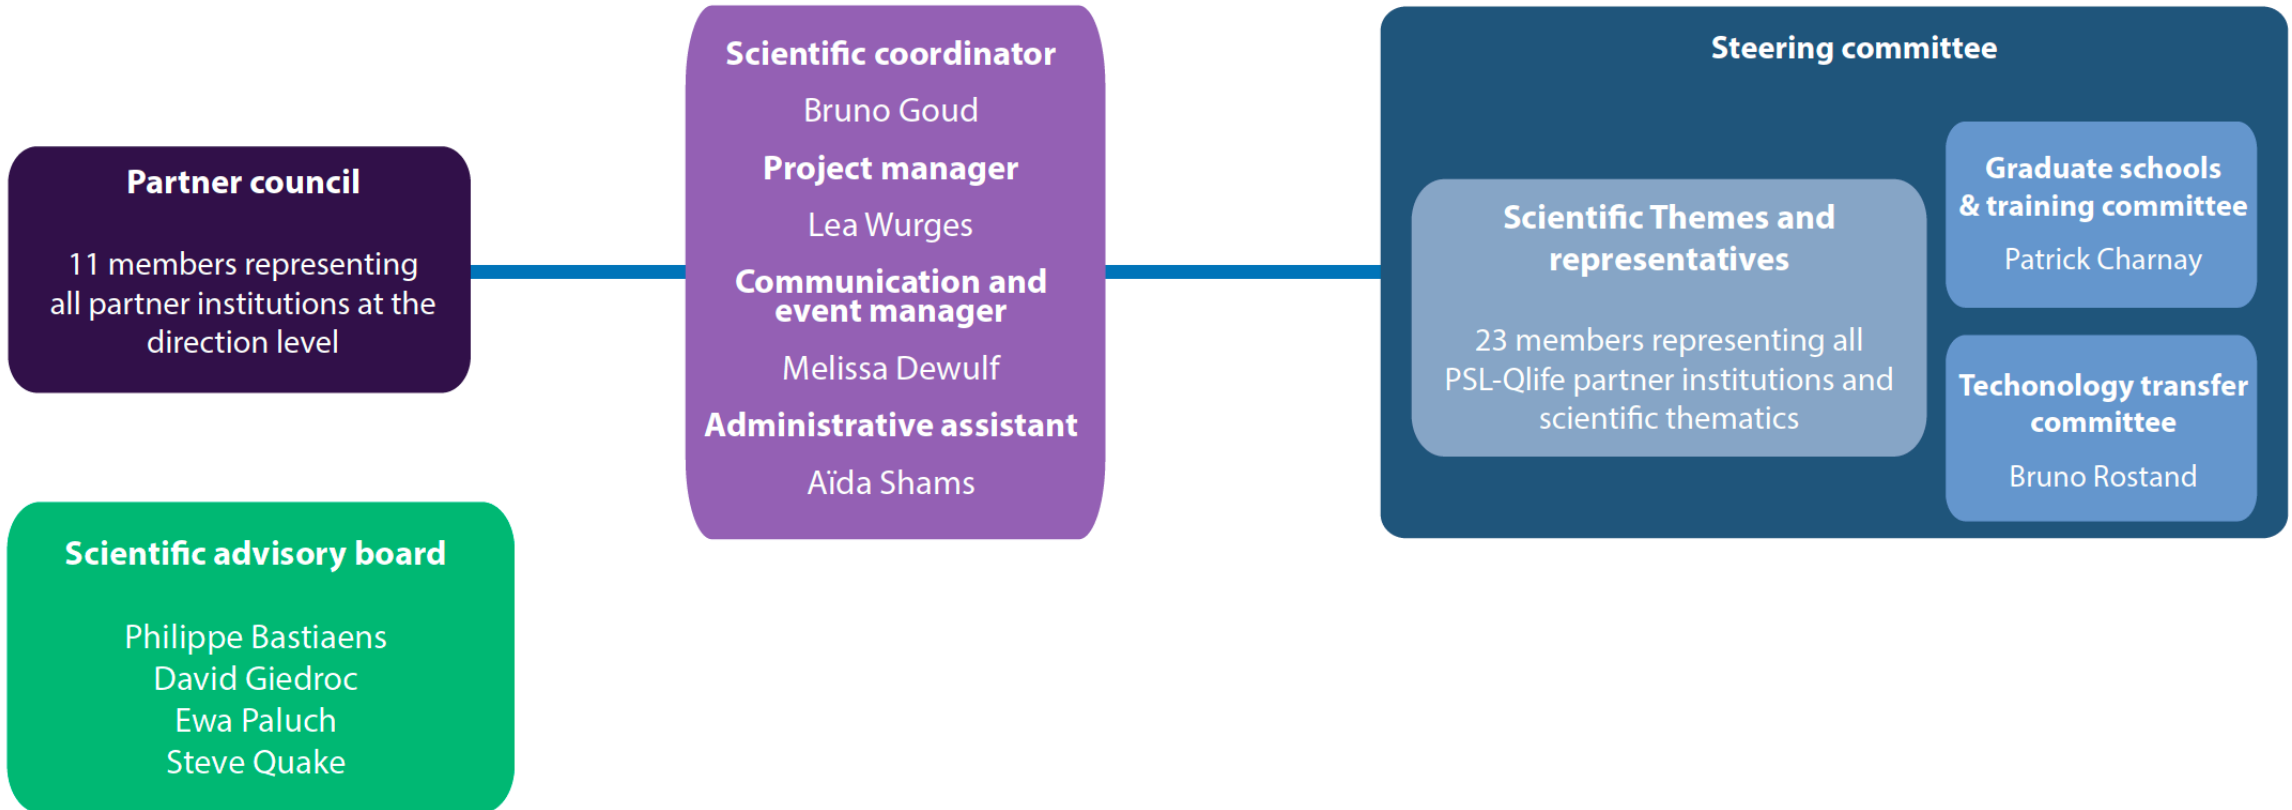 Partner council
11 members representing
all partner institutions at the
direction level
Scientific advisory board
Philippe Bastiaens
David Giedroc
Ewa Paluch
Steve Quake
Scientific coordinator
Bruno Goud
Project manager
Lea Wurges
Communication and
event manager
Melissa Dewulf
Administrative assistant
Aïda Shams
Steering committee
Scientific Themes and
representatives
23 members representing all
PSL-Qlife partner institutions and
scientific thematics
Graduate schools
& training committee
Patrick Charnay
Techonology transfer
committee
Bruno Rostand